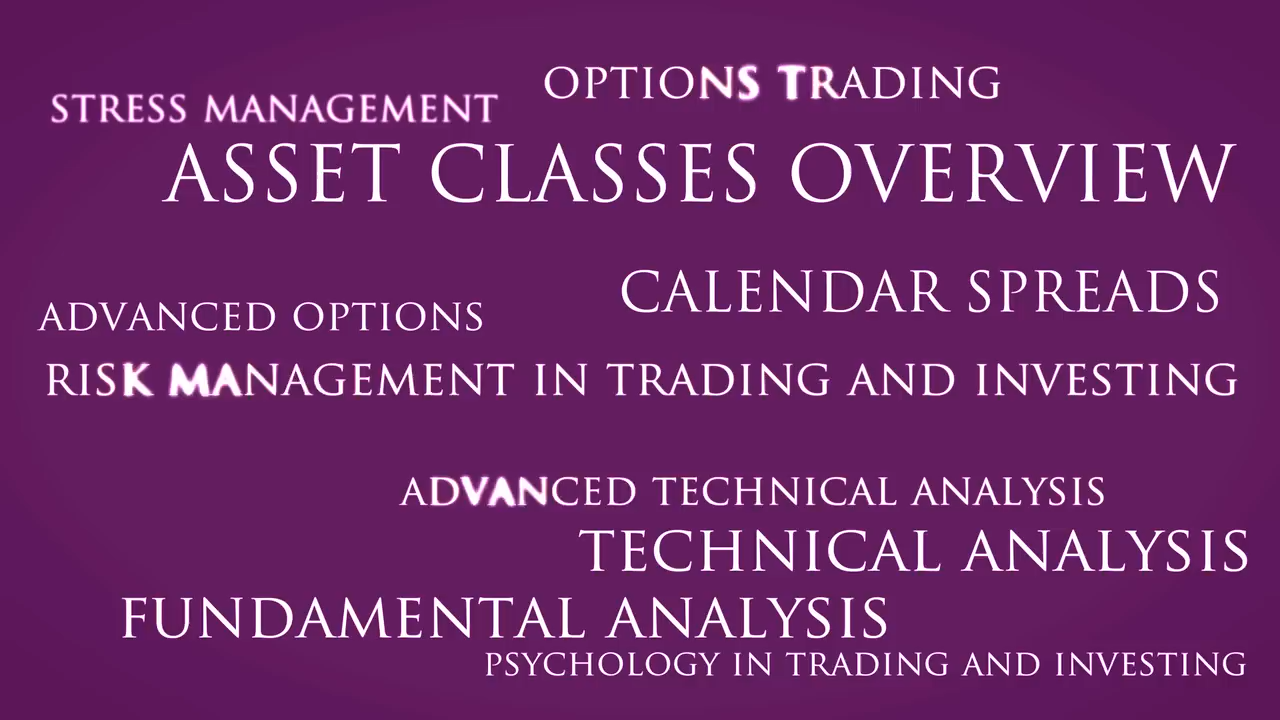 OPTIONS TRADING
STRESS MANAGEMENT
ASSET CLASSES OVERVIEW
CALENDAR SPREADS
ADVANCED OPTIONS
RISK MANAGEMENT IN TRADING AND INVESTING
ADVANCED TECHNICAL ANALYSIS
TECHNICAL ANALYSIS
FUNDAMENTAL ANALYSIS
PSYCHOLOGY IN TRADING AND INVESTING